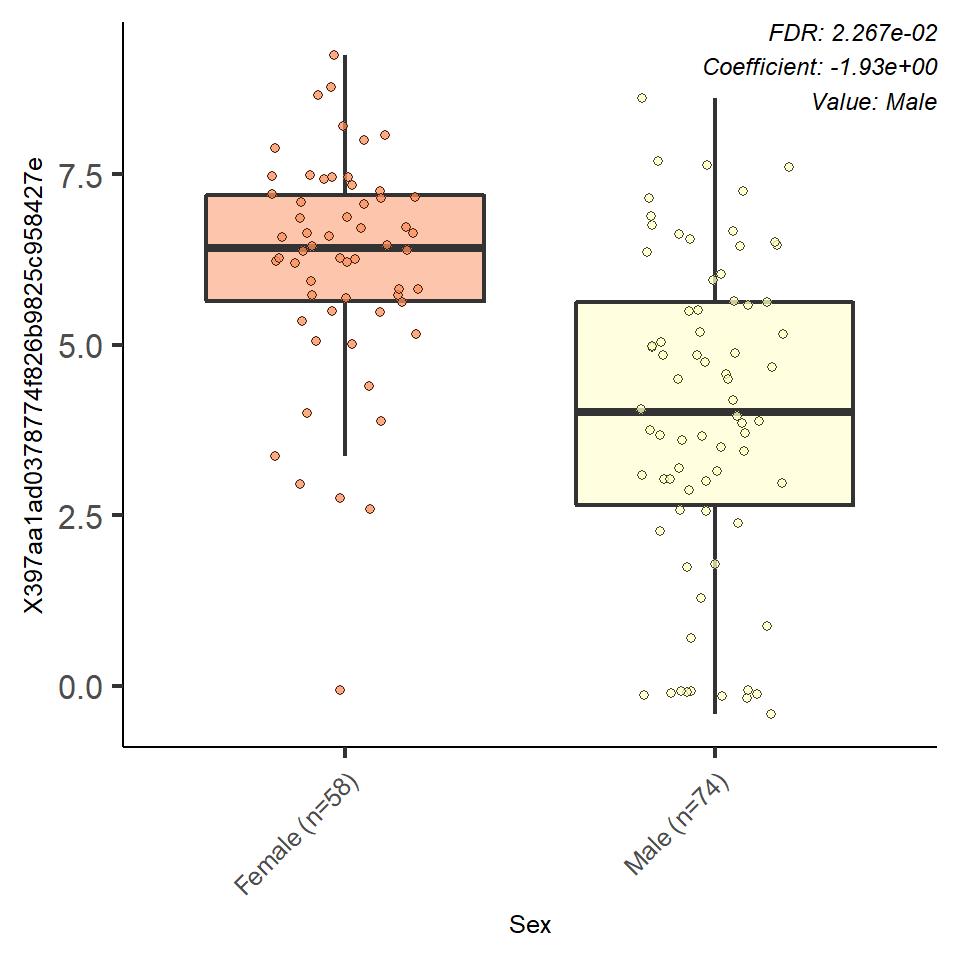 FDR: 2.267e-02
Coefficient: -1.93e+00
Value: Male
X397aa1ad0378774f826b9825c958427e
7.5
5.0
2.5
0.0
Female (n=58)
Male (n=74)
Sex